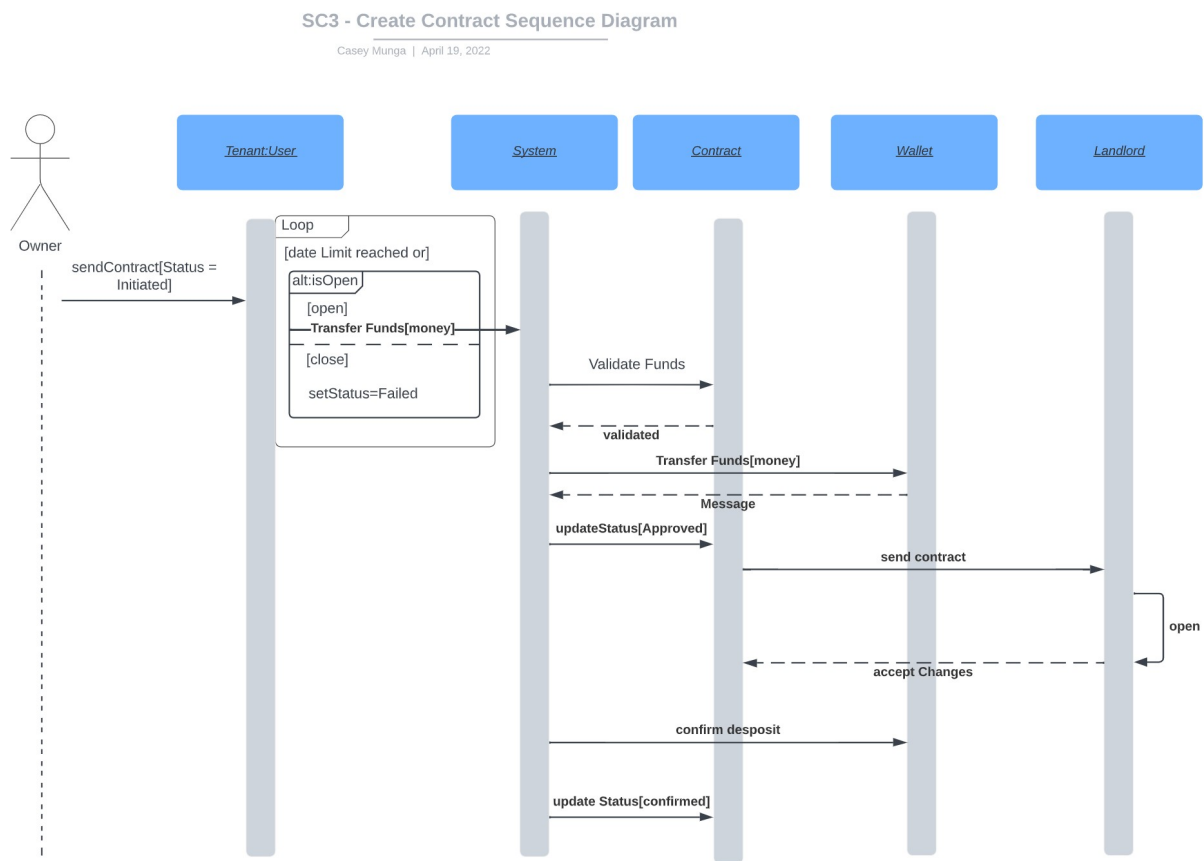 SC3 - Create Contract Sequence Diagram
Casey Munga | April 19, 2022
Tenant:User
System
Contract
Wallet
Landlord
Owner
sendContract[Status =
Initiated]
Loop
[date Limit reached or]
alt:isOpen
[open]
Transfer Funds[money]
[close]
setStatus=Failed
Validate Funds
validated
Transfer Funds[money]
Message
updateStatus[Approved]
send contract
open
accept Changes
confirm desposit
update Status[confirmed]